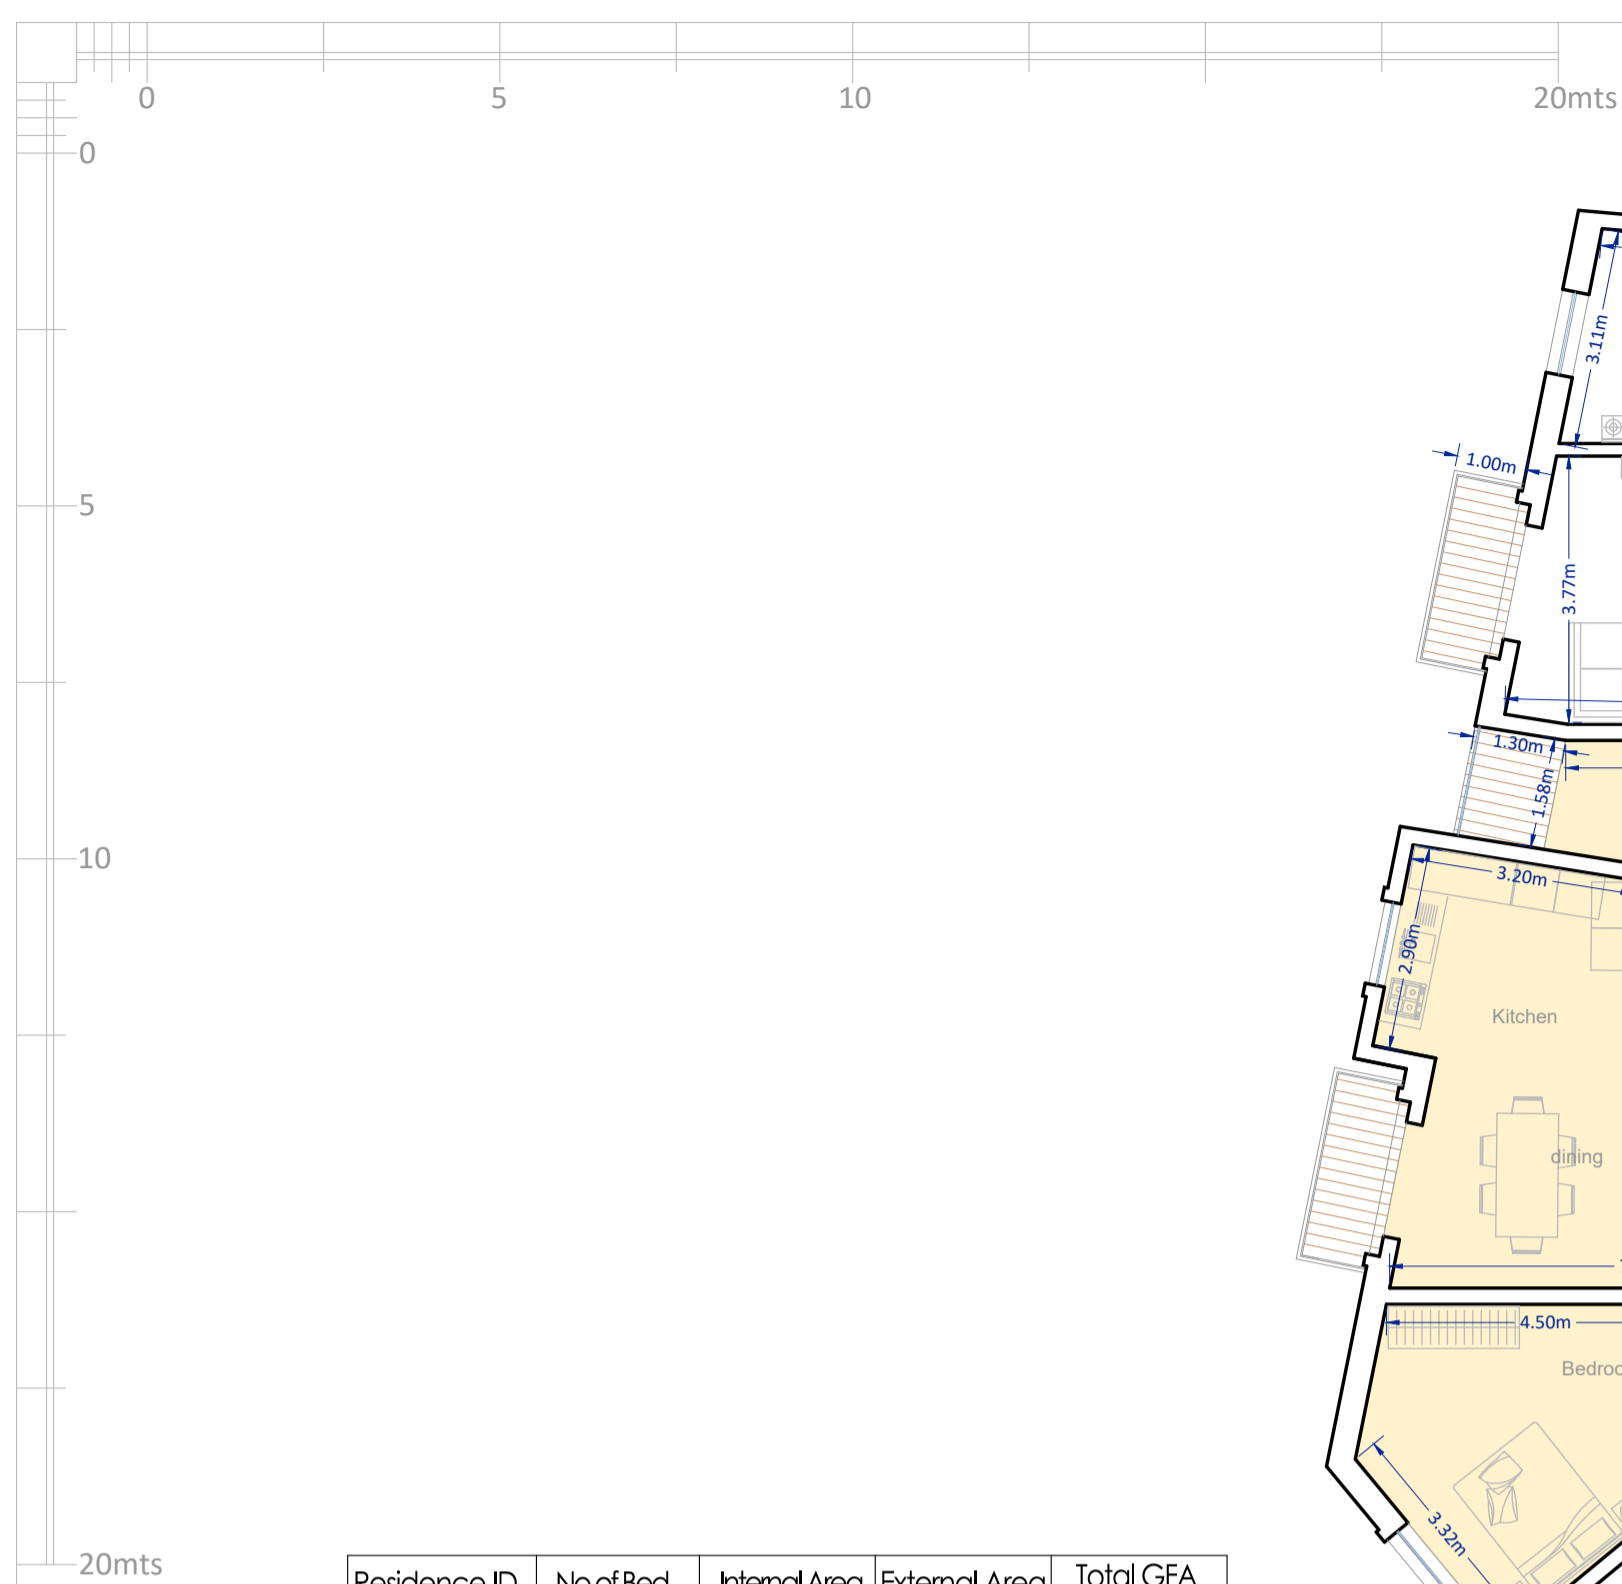 0
5
10
20mts
0
5
10
20mts
3.11m
1.00m
3.77m
1.30m
1.58m
3.20m
2.90m
Kitchen
dining
4.50m
3.32m
Residence ID
No of Bed
Internal Area
External Area
Total GFA